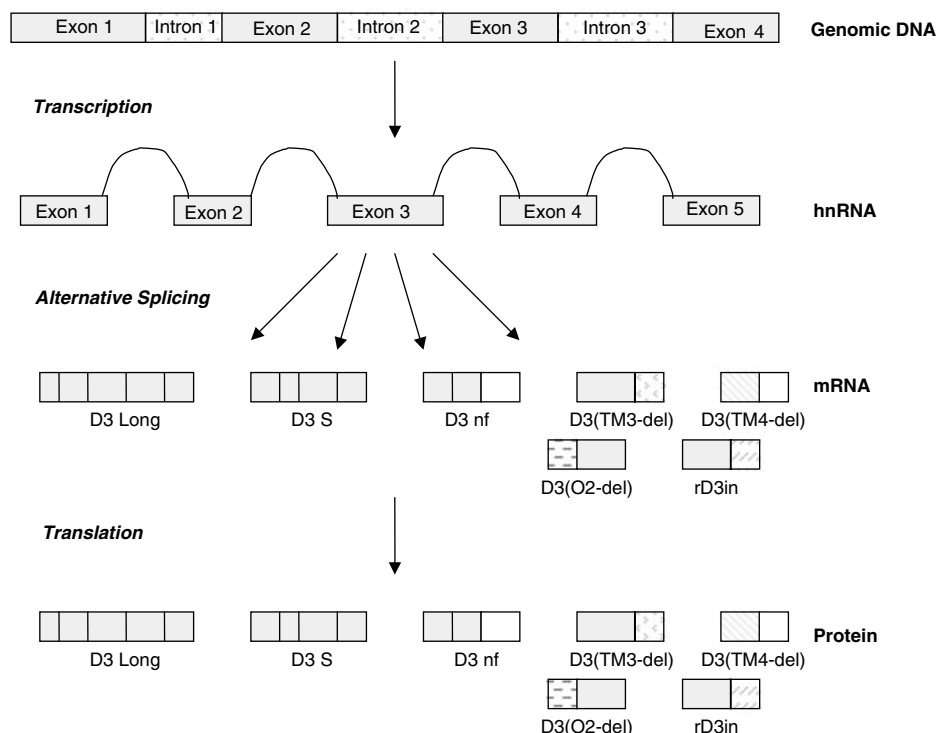 Exon 1 Intron 1 Exon 2 Intron 2 Exon 3 Intron 3 Exon 4 Genomic DNA
Transcription
Exon 1 Exon 2 Exon 3 Exon 4 Exon 5 hnRNA
Alternative Splicing
mRNA
D3 Long D3 S D3 nf D3(TM3-del) D3(TM4-del)
D3(O2-del) rD3in
Translation
Protein
D3 Long D3 S D3 nf D3(TM3-del) D3(TM4-del)
D3(O2-del) rD3in